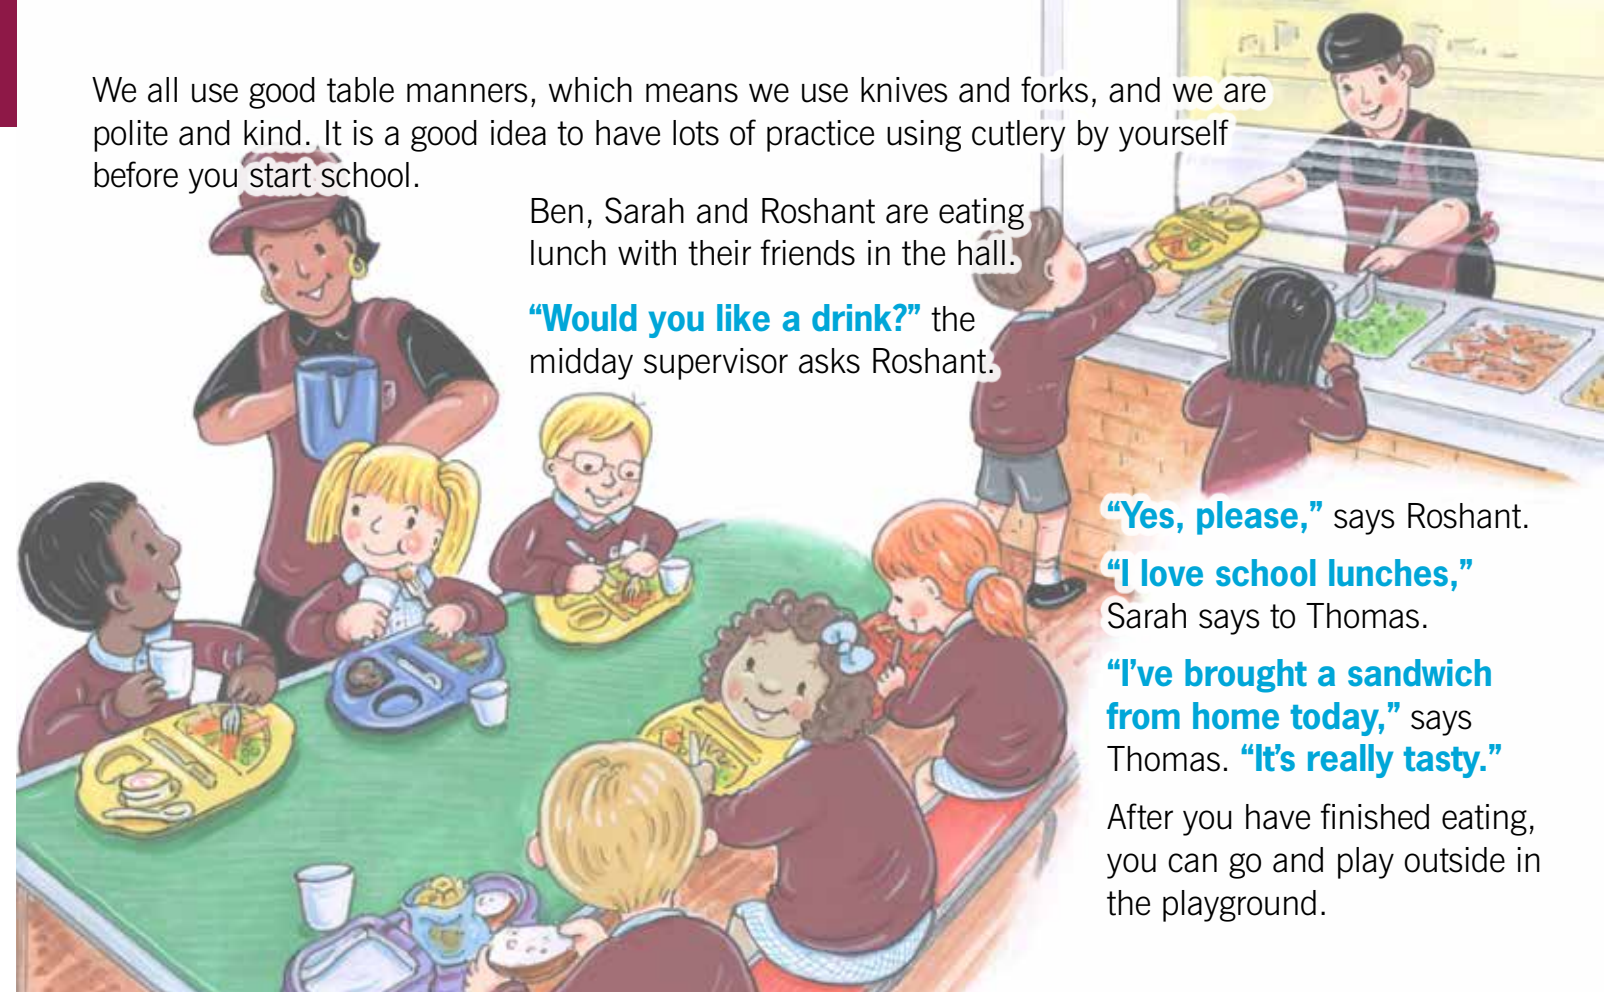 We all use good table manners, which means we use knives and forks, and we are
polite and kind. It is a good idea to have lots of practice using cutlery by yourself
before you start school.
Ben, Sarah and Roshant are eating
lunch with their friends in the hall.
“Would you like a drink?” the
midday supervisor asks Roshant.
“Yes, please,” says Roshant.
“I love school lunches,”
Sarah says to Thomas.
“I’ve brought a sandwich
from home today,” says
Thomas. “It’s really tasty.”
After you have finished eating,
you can go and play outside in
the playground.